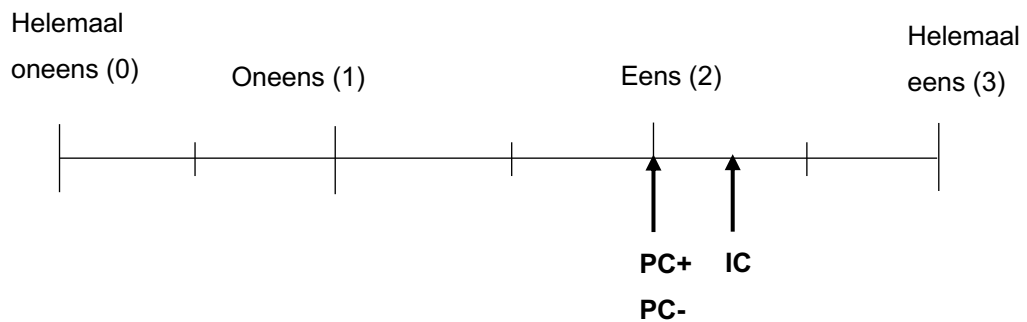 Helemaal
oneens (0)
Oneens (1)
Eens (2)
Helemaal
eens (3)
PC+
IC
PC-